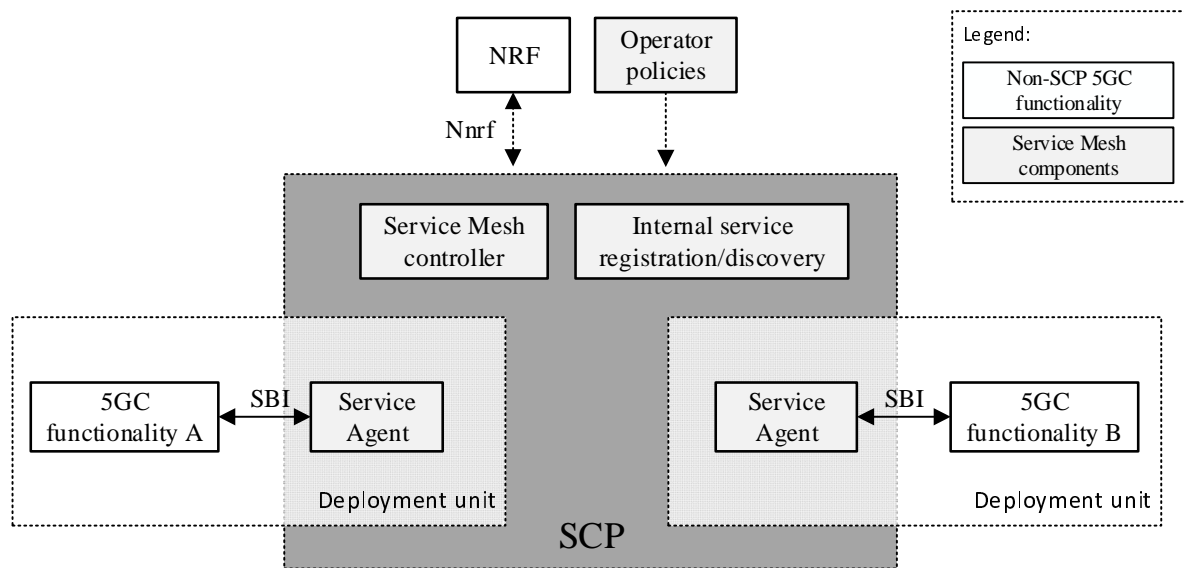 NRF
Operator
policies
Legend:
Non-SCP 5GC
functionality
Service Mesh
components
Nnrf
Service Mesh
controller
Internal service
registration/discovery
5GC
functionality A
SBI
Service
Agent
Deployment unit
Service
Agent
SBI
5GC
functionality B
Deployment unit
SCP